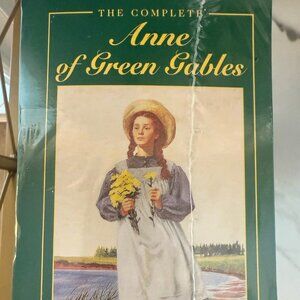 THE COMPLETE
Anne
of Green Gables